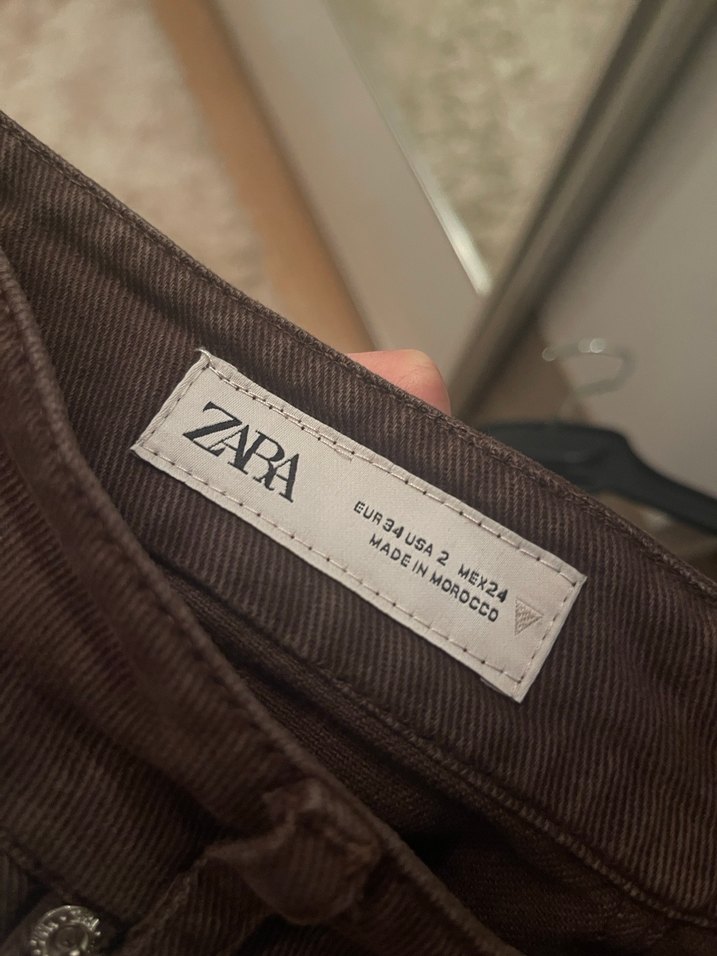 ZARA
EUR 34 USA 2 MEX 24
MADE IN MOROCCO